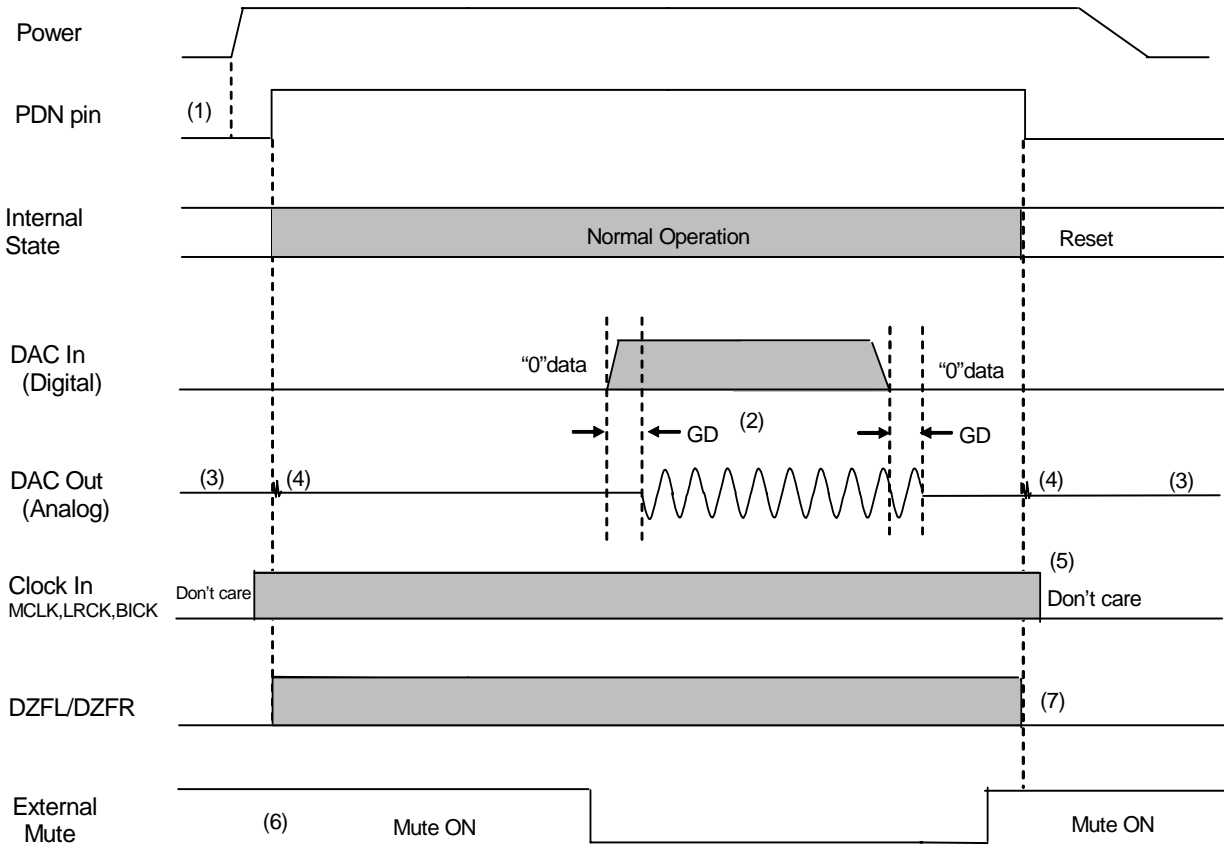 Power
PDN pin
(1)
Internal
State
Normal Operation
Reset
DAC In
(Digital)
“0”data
“0”data
(2)
GD
GD
DAC Out
(Analog)
(3)
(4)
(4)
(3)
Clock In
MCLK,LRCK,BICK
Don’t care
(5)
Don’t care
DZFL/DZFR
(7)
External
Mute
(6)
Mute ON
Mute ON